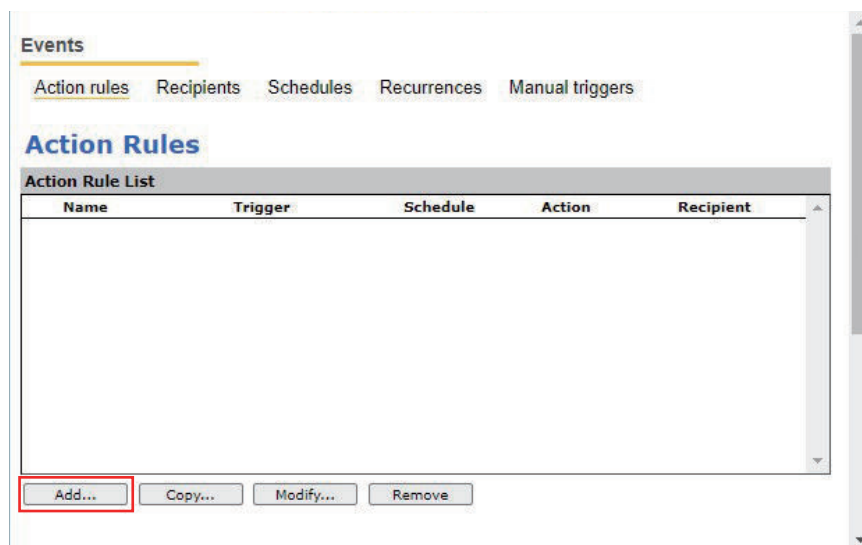 Events
Action rules Recipients Schedules Recurrences Manual triggers
Action Rules
Action Rule List
Name Trigger Schedule Action Recipient
Add... Copy... Modify... Remove